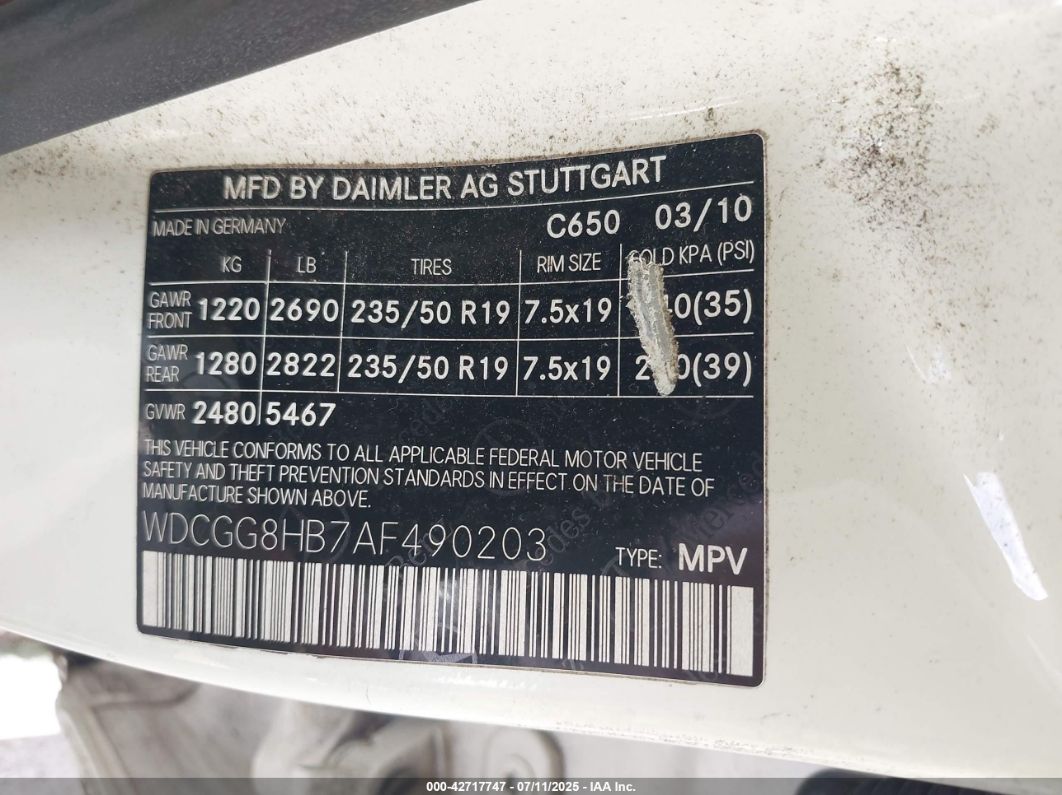 MFD BY DAIMLER AG STUTTGART
MADE IN GERMANY C650 03/10
KG LB TIRES RIM SIZE COLD KPA (PSI)
GAWR FRONT 1220 2690 235/50 R19 7.5x19 (35)
GAWR REAR 1280 2822 235/50 R19 7.5x19 (39)
GVWR 2480 5467
THIS VEHICLE CONFORMS TO ALL APPLICABLE FEDERAL MOTOR VEHICLE
SAFETY AND THEFT PREVENTION STANDARDS IN EFFECT ON THE DATE OF
MANUFACTURE SHOWN ABOVE.
WDCGG8HB7AF490203 TYPE: MPV
000-42717747 - 07/11/2025 - IAA Inc.